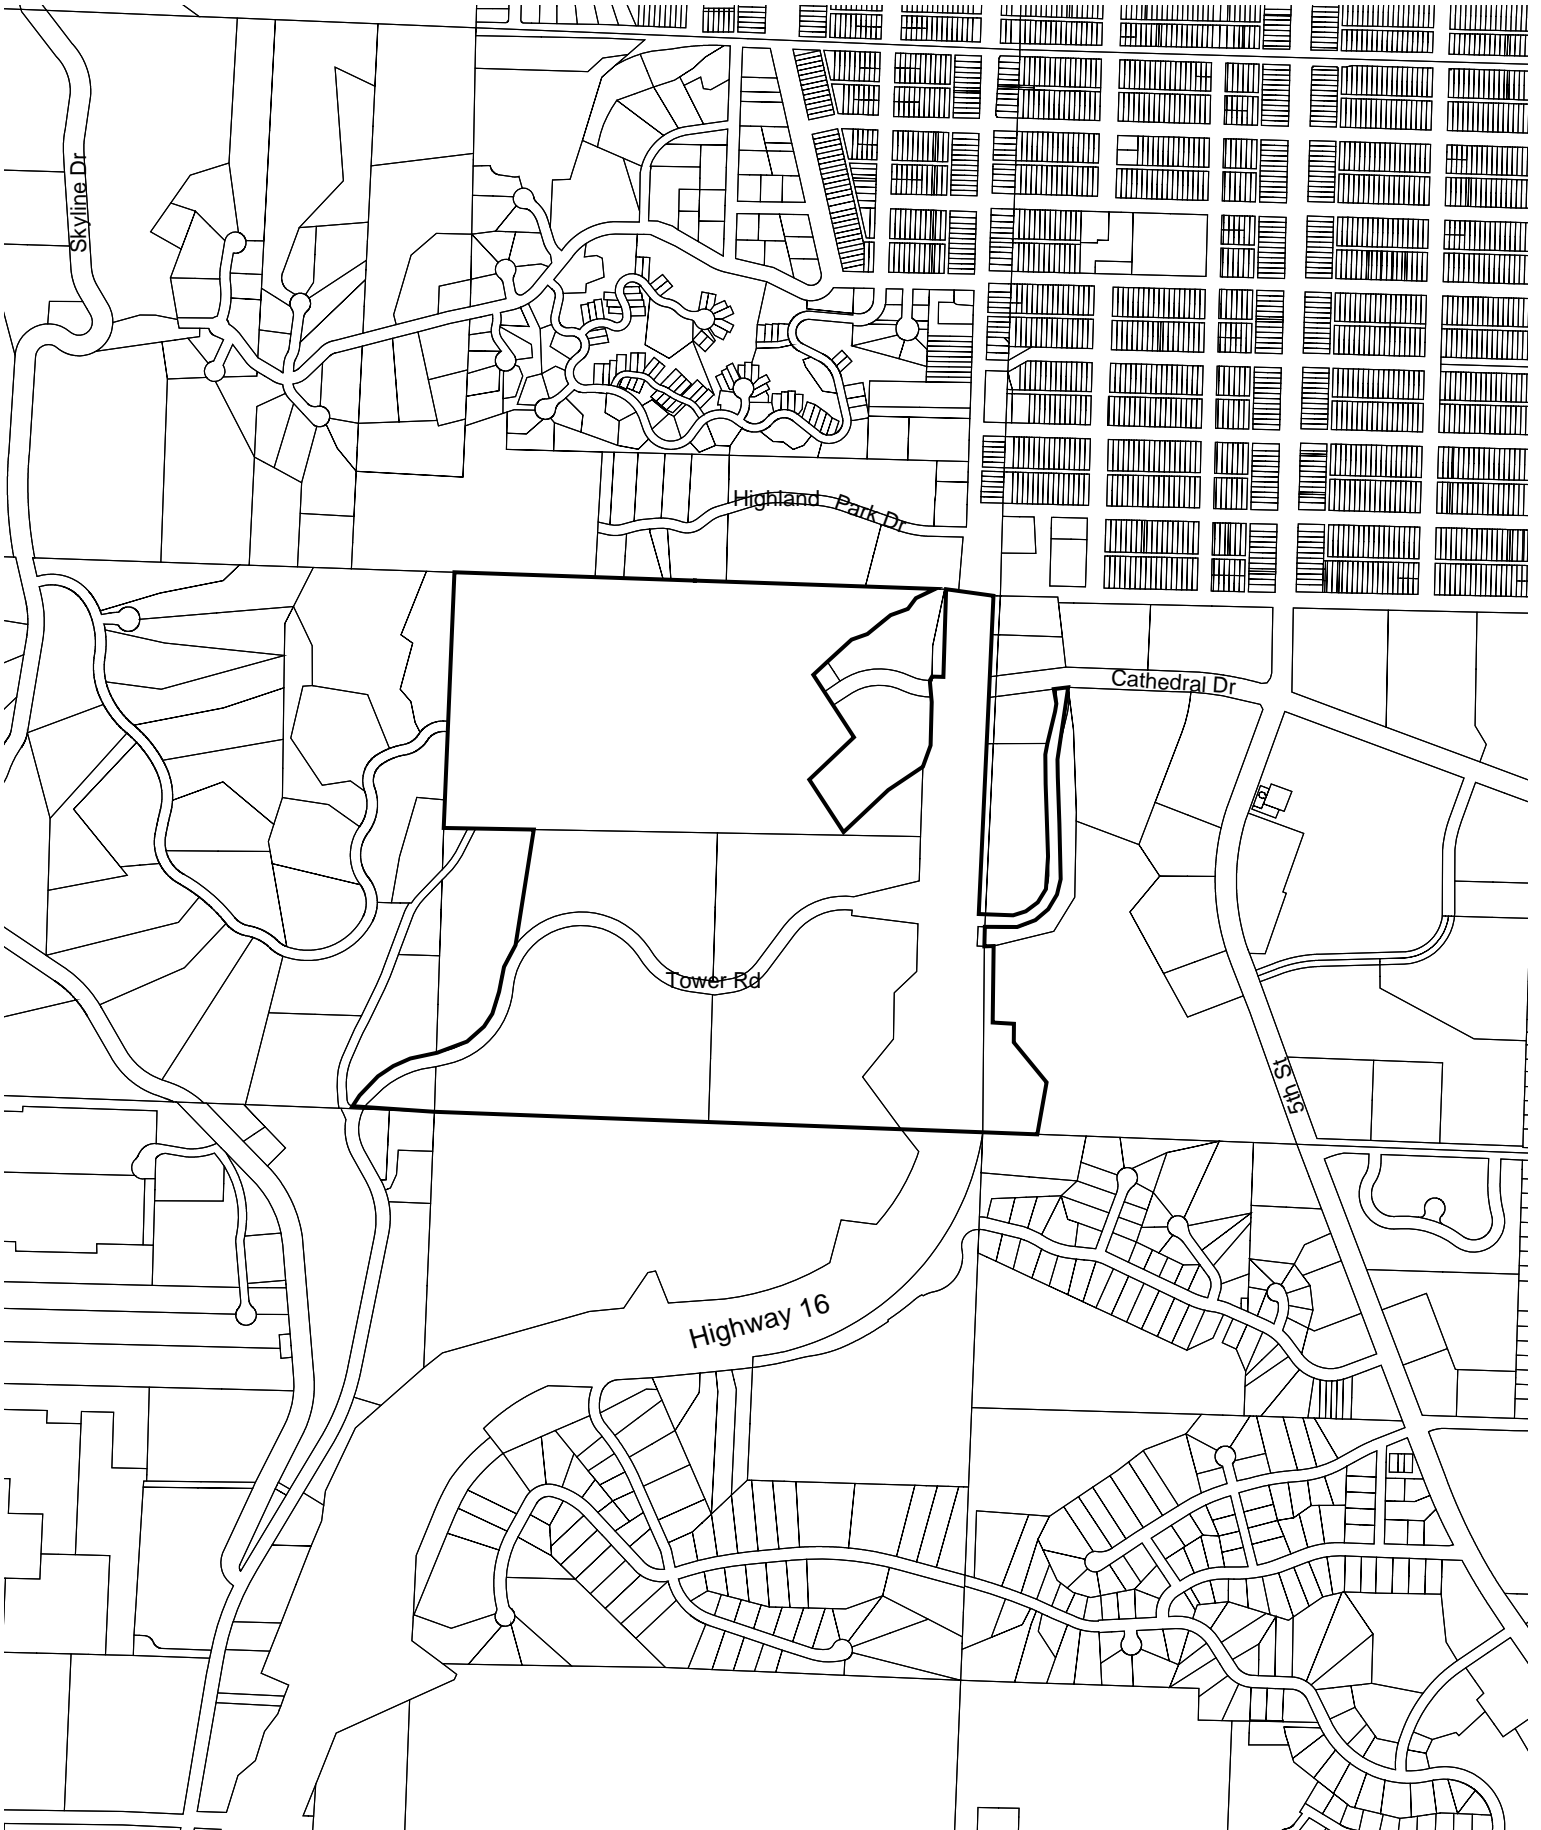 Skyline Dr
Highland Park Dr
Cathedral Dr
Tower Rd
5th St
Highway 16